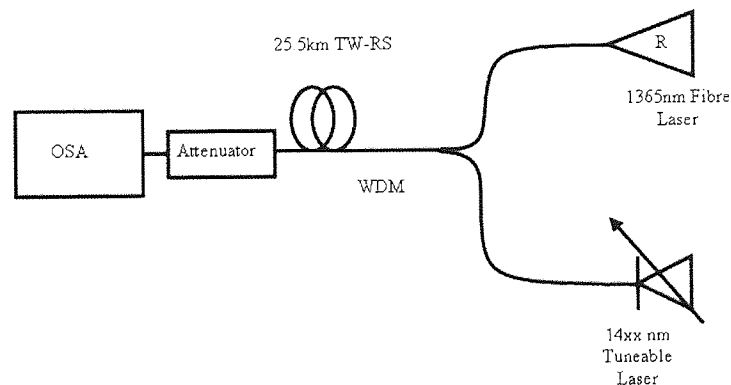 25.5km TW-RS
R
1365nm Fibre
Laser
OSA
Attenuator
WDM
14xx nm
Tuneable
Laser